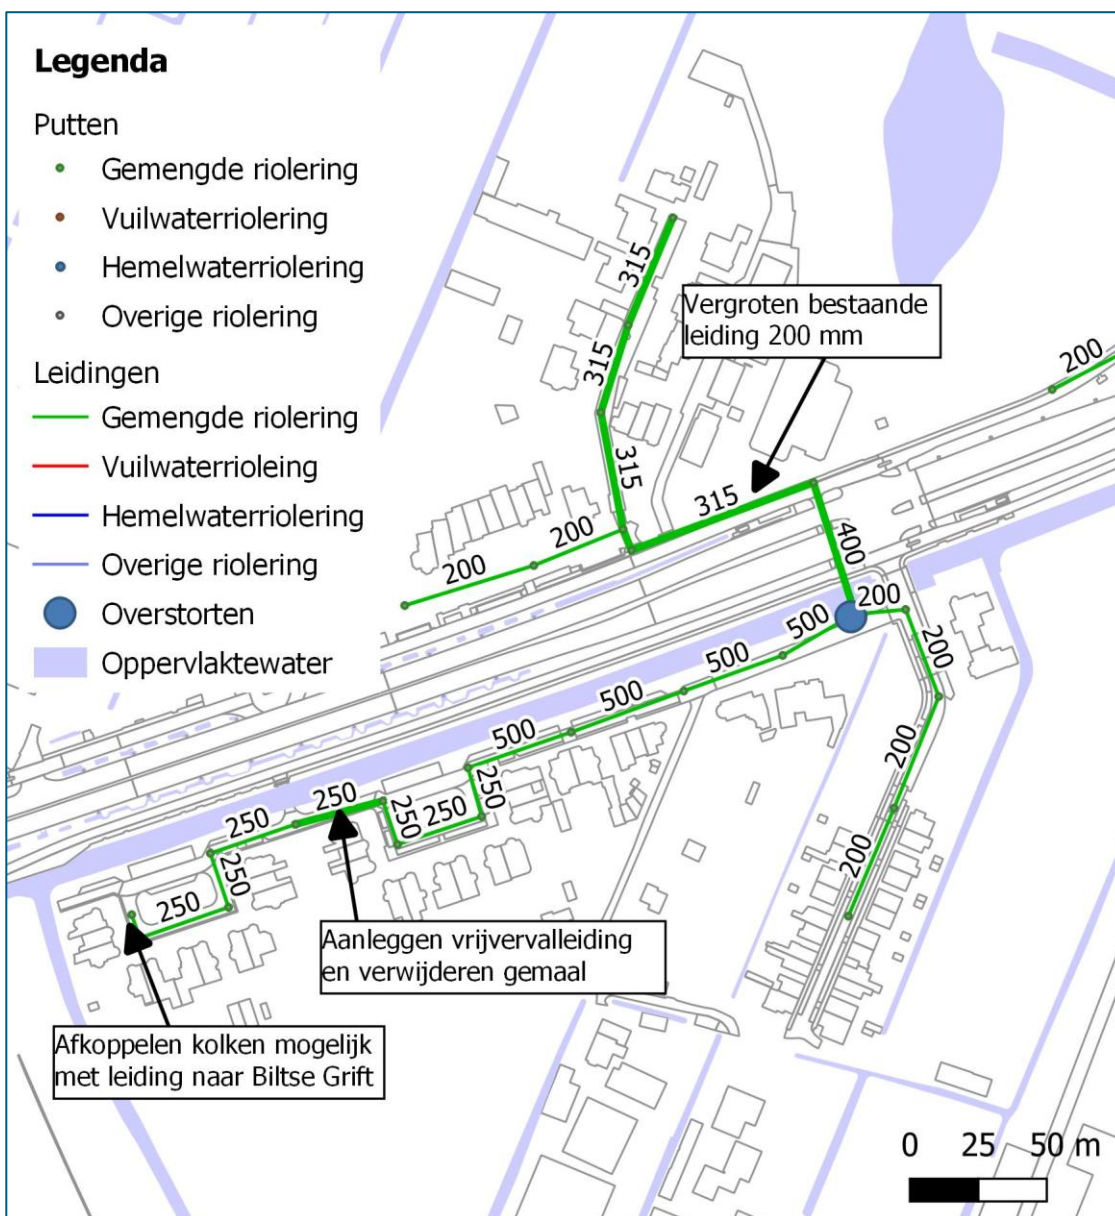 Legenda
Putten
Gemengde riolering
Vuilwaterriolering
Hemelwaterriolering
Overige riolering
Leidingen
Gemengde riolering
Vuilwaterrioleing
Hemelwaterriolering
Overige riolering
Overstorten
Oppervlaktewater
315
315
315
Vergroten bestaande
leiding 200 mm
200
315
200
200
400
200
500
200
500
500
500
200
250
250
250
250
250
250
250
200
Aanleggen vrijvervalleiding
en verwijderen gemaal
Afkoppelen kolken mogelijk
met leiding naar Biltse Grift
0 25 50 m